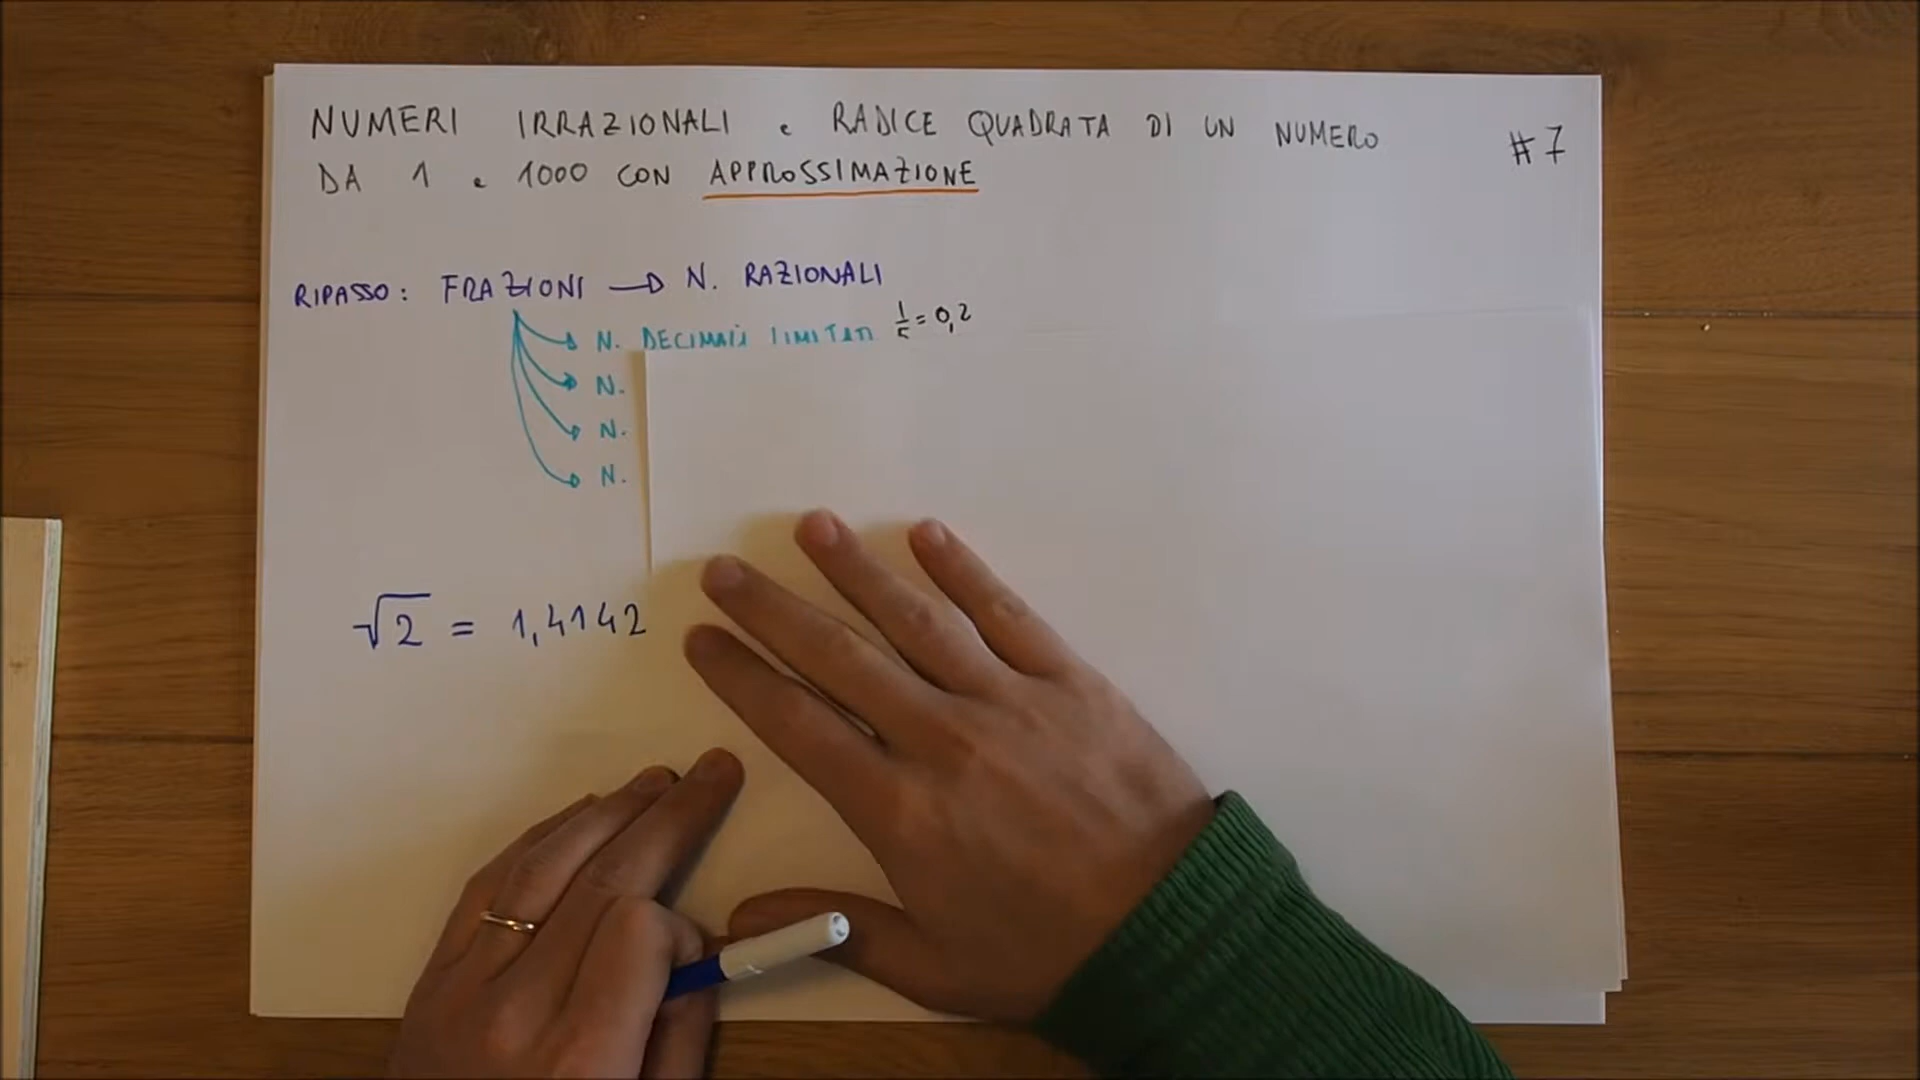 NUMERI IRRAZIONALI e RADICE QUADRATA DI UN NUMERO
DA 1 a 1000 CON APPROSSIMAZIONE
#7
RIPASSO: FRAZIONI → N. RAZIONALI
N. DECIMALI LIMITATI 1/5 = 0,2
N.
N.
N.
√2 = 1,4142